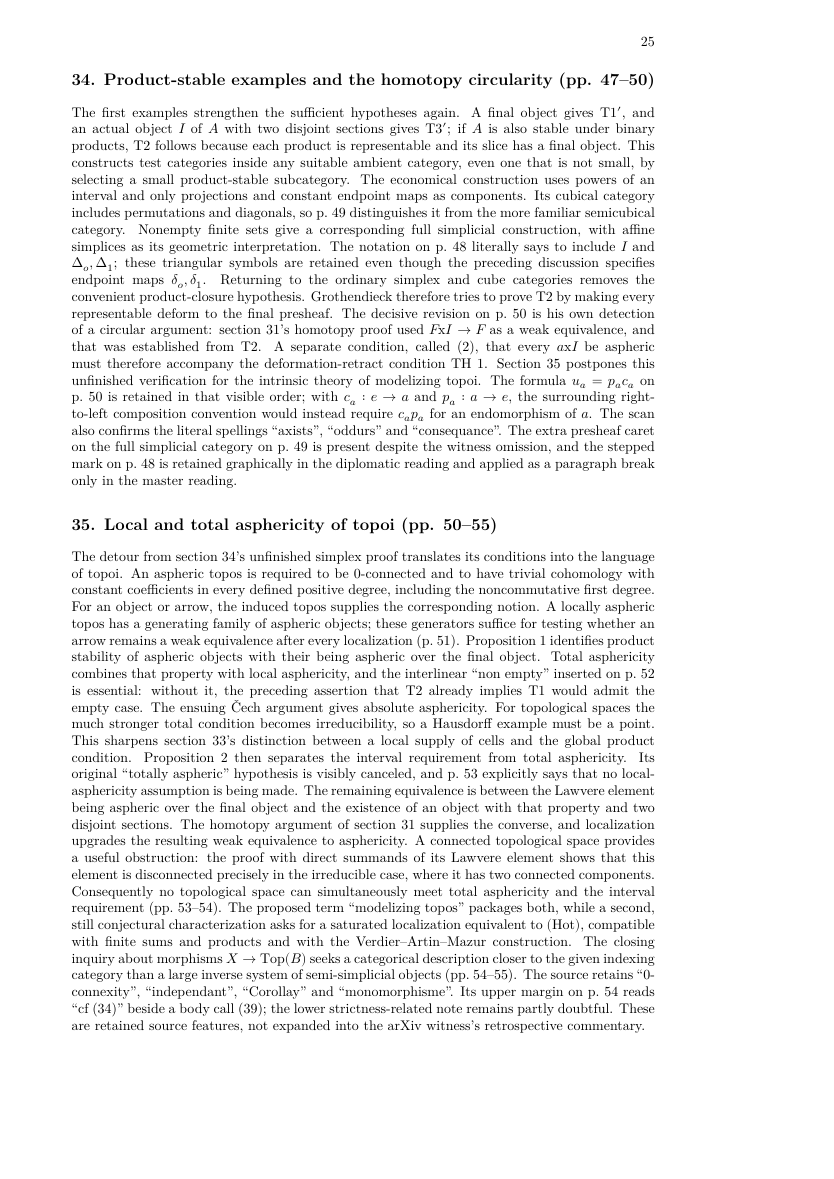 25
34. Product-stable examples and the homotopy circularity (pp. 47–50)
The first examples strengthen the sufficient hypotheses again. A final object gives T1′, and
an actual object I of A with two disjoint sections gives T3′; if A is also stable under binary
products, T2 follows because each product is representable and its slice has a final object. This
constructs test categories inside any suitable ambient category, even one that is not small, by
selecting a small product-stable subcategory. The economical construction uses powers of an
interval and only projections and constant endpoint maps as components. Its cubical category
includes permutations and diagonals, so p. 49 distinguishes it from the more familiar semicubical
category. Nonempty finite sets give a corresponding full simplicial construction, with affine
simplices as its geometric interpretation. The notation on p. 48 literally says to include I and
Δₒ, Δ₁; these triangular symbols are retained even though the preceding discussion specifies
endpoint maps δₒ, δ₁. Returning to the ordinary simplex and cube categories removes the
convenient product-closure hypothesis. Grothendieck therefore tries to prove T2 by making every
representable deform to the final presheaf. The decisive revision on p. 50 is his own detection
of a circular argument: section 31’s homotopy proof used FxI → F as a weak equivalence, and
that was established from T2. A separate condition, called (2), that every axI be aspheric
must therefore accompany the deformation-retract condition TH 1. Section 35 postpones this
unfinished verification for the intrinsic theory of modelizing topoi. The formula uₐ = pₐcₐ on
p. 50 is retained in that visible order; with cₐ : e → a and pₐ : a → e, the surrounding right-
to-left composition convention would instead require cₐpₐ for an endomorphism of a. The scan
also confirms the literal spellings “axists”, “oddurs” and “consequance”. The extra presheaf caret
on the full simplicial category on p. 49 is present despite the witness omission, and the stepped
mark on p. 48 is retained graphically in the diplomatic reading and applied as a paragraph break
only in the master reading.
35. Local and total asphericity of topoi (pp. 50–55)
The detour from section 34’s unfinished simplex proof translates its conditions into the language
of topoi. An aspheric topos is required to be 0-connected and to have trivial cohomology with
constant coefficients in every defined positive degree, including the noncommutative first degree.
For an object or arrow, the induced topos supplies the corresponding notion. A locally aspheric
topos has a generating family of aspheric objects; these generators suffice for testing whether an
arrow remains a weak equivalence after every localization (p. 51). Proposition 1 identifies product
stability of aspheric objects with their being aspheric over the final object. Total asphericity
combines that property with local asphericity, and the interlinear “non empty” inserted on p. 52
is essential: without it, the preceding assertion that T2 already implies T1 would admit the
empty case. The ensuing Čech argument gives absolute asphericity. For topological spaces the
much stronger total condition becomes irreducibility, so a Hausdorff example must be a point.
This sharpens section 33’s distinction between a local supply of cells and the global product
condition. Proposition 2 then separates the interval requirement from total asphericity. Its
original “totally aspheric” hypothesis is visibly canceled, and p. 53 explicitly says that no local-
asphericity assumption is being made. The remaining equivalence is between the Lawvere element
being aspheric over the final object and the existence of an object with that property and two
disjoint sections. The homotopy argument of section 31 supplies the converse, and localization
upgrades the resulting weak equivalence to asphericity. A connected topological space provides
a useful obstruction: the proof with direct summands of its Lawvere element shows that this
element is disconnected precisely in the irreducible case, where it has two connected components.
Consequently no topological space can simultaneously meet total asphericity and the interval
requirement (pp. 53–54). The proposed term “modelizing topos” packages both, while a second,
still conjectural characterization asks for a saturated localization equivalent to (Hot), compatible
with finite sums and products and with the Verdier–Artin–Mazur construction. The closing
inquiry about morphisms X → Top(B) seeks a categorical description closer to the given indexing
category than a large inverse system of semi-simplicial objects (pp. 54–55). The source retains “0-
connexity”, “independant”, “Corollay” and “monomorphisme”. Its upper margin on p. 54 reads
“cf (34)” beside a body call (39); the lower strictness-related note remains partly doubtful. These
are retained source features, not expanded into the arXiv witness’s retrospective commentary.